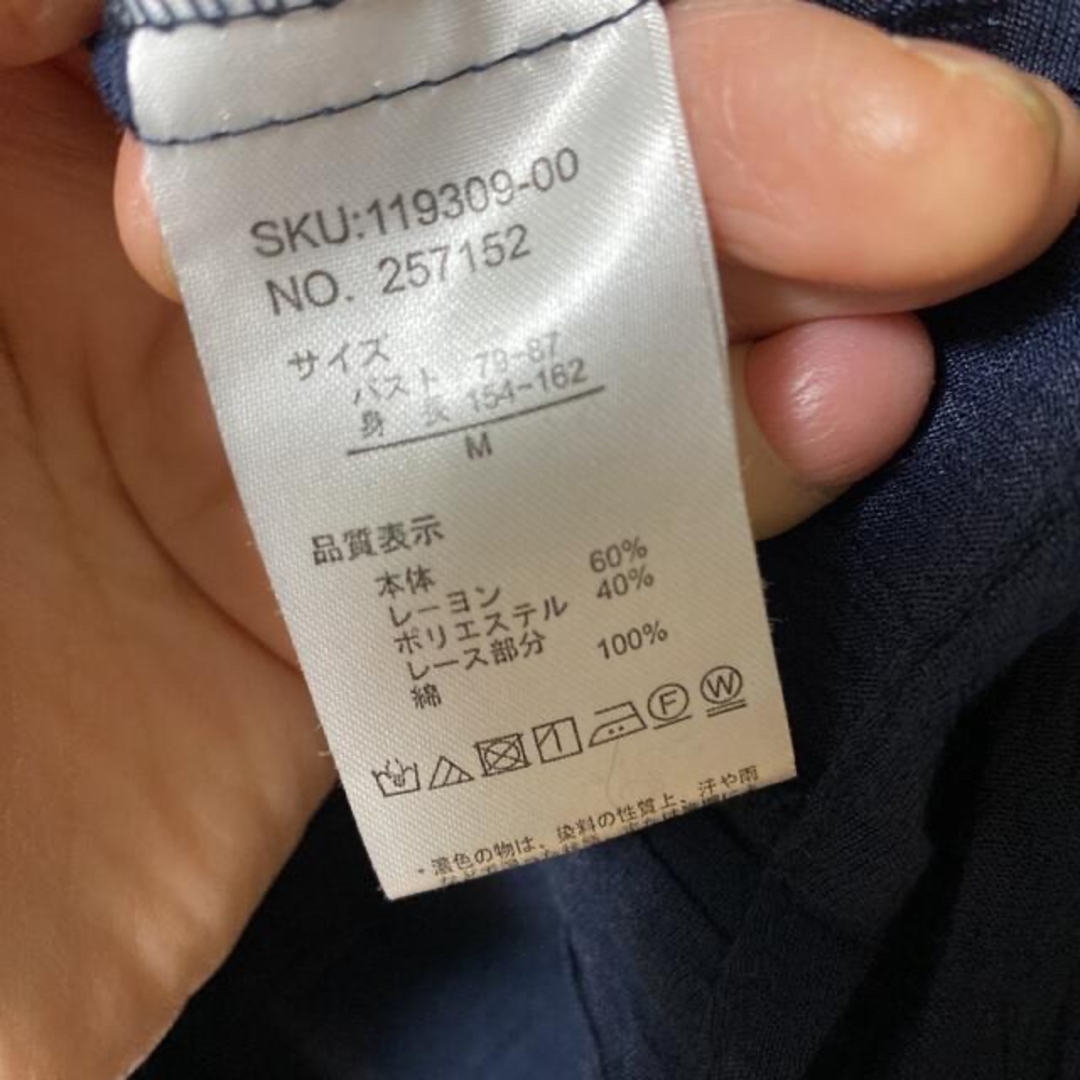 SKU:119309-00
NO. 257152
サイズ
バスト 79~87
身 長 154~162
M
品質表示
本体
レーヨン 60%
ポリエステル 40%
レース部分
綿 100%
F W
・濃色の物は、染料の性質上、汗や雨